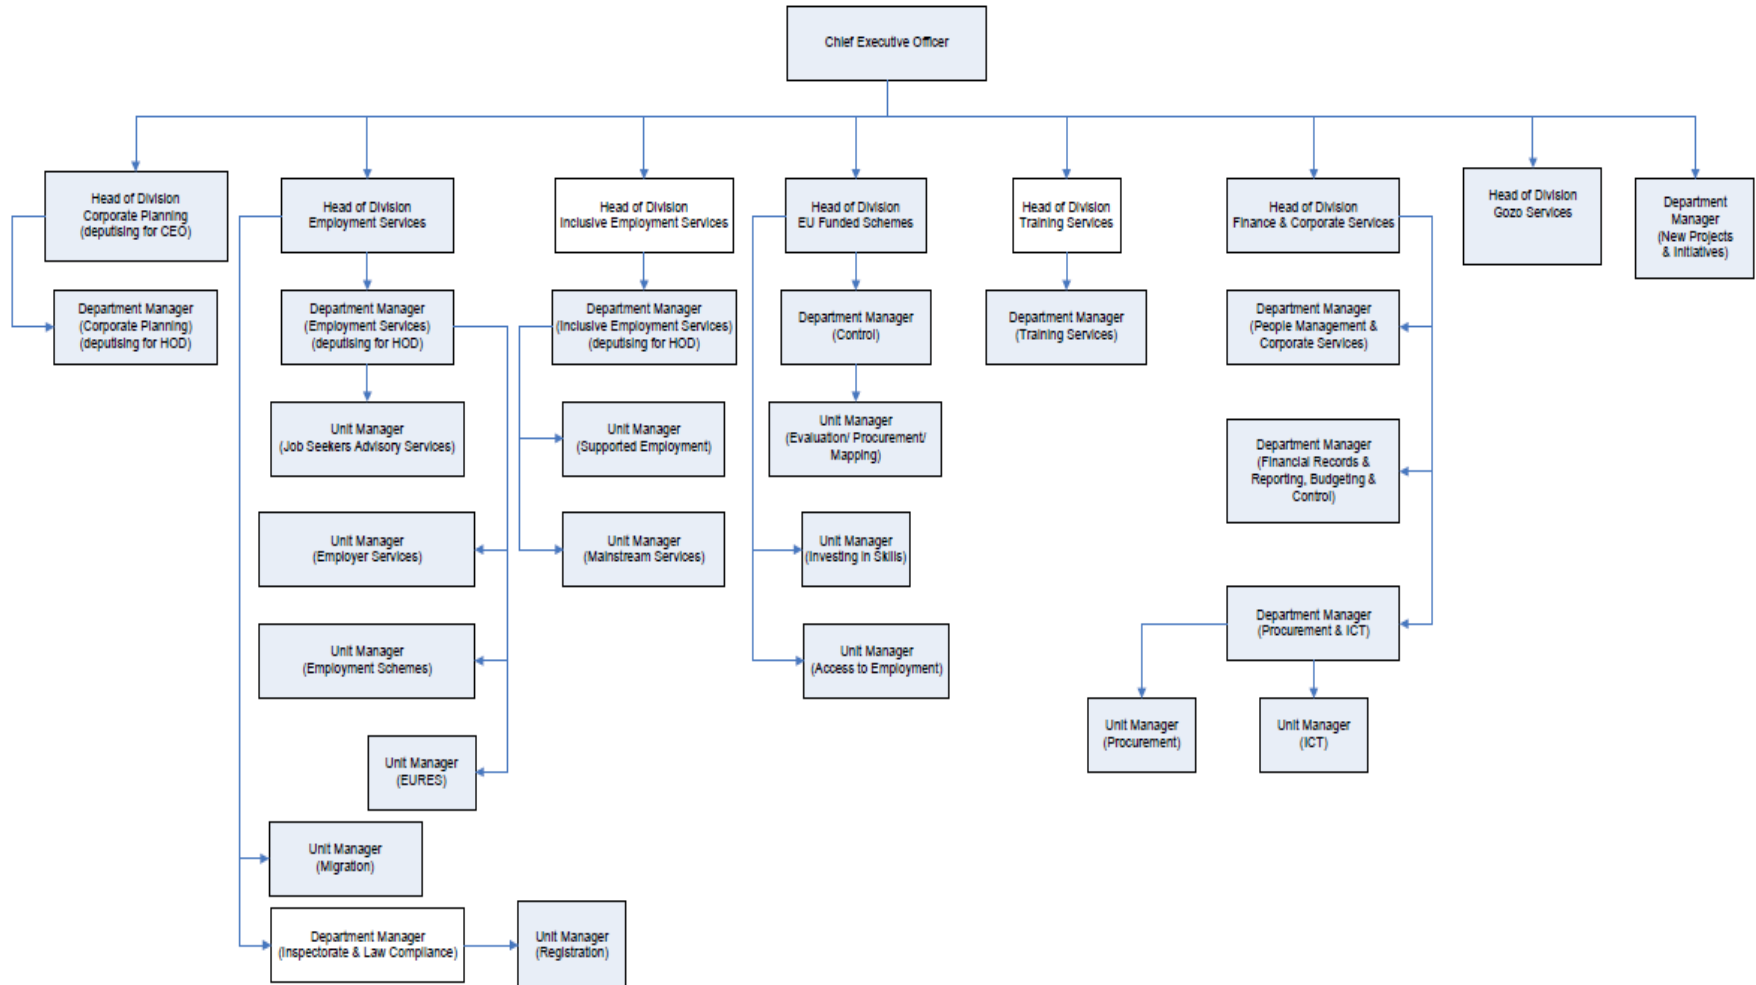 Chief Executive Officer
Head of Division
Corporate Planning
(deputising for CEO)
Head of Division
Employment Services
Head of Division
Inclusive Employment Services
Head of Division
EU Funded Schemes
Head of Division
Training Services
Head of Division
Finance & Corporate Services
Head of Division
Gozo Services
Department
Manager
(New Projects
& Initiatives)
Department Manager
(Corporate Planning)
(deputising for HOD)
Department Manager
(Employment Services)
(deputising for HOD)
Department Manager
(Inclusive Employment Services)
(deputising for HOD)
Department Manager
(Control)
Department Manager
(Training Services)
Department Manager
(People Management &
Corporate Services)
Unit Manager
(Job Seekers Advisory Services)
Unit Manager
(Supported Employment)
Unit Manager
(Evaluation/ Procurement/
Mapping)
Department Manager
(Financial Records &
Reporting, Budgeting &
Control)
Unit Manager
(Employer Services)
Unit Manager
(Mainstream Services)
Unit Manager
(Investing in Skills)
Department Manager
(Procurement & ICT)
Unit Manager
(Employment Schemes)
Unit Manager
(Access to Employment)
Unit Manager
(Procurement)
Unit Manager
(ICT)
Unit Manager
(EURES)
Unit Manager
(Migration)
Department Manager
(Inspectorate & Law Compliance)
Unit Manager
(Registration)